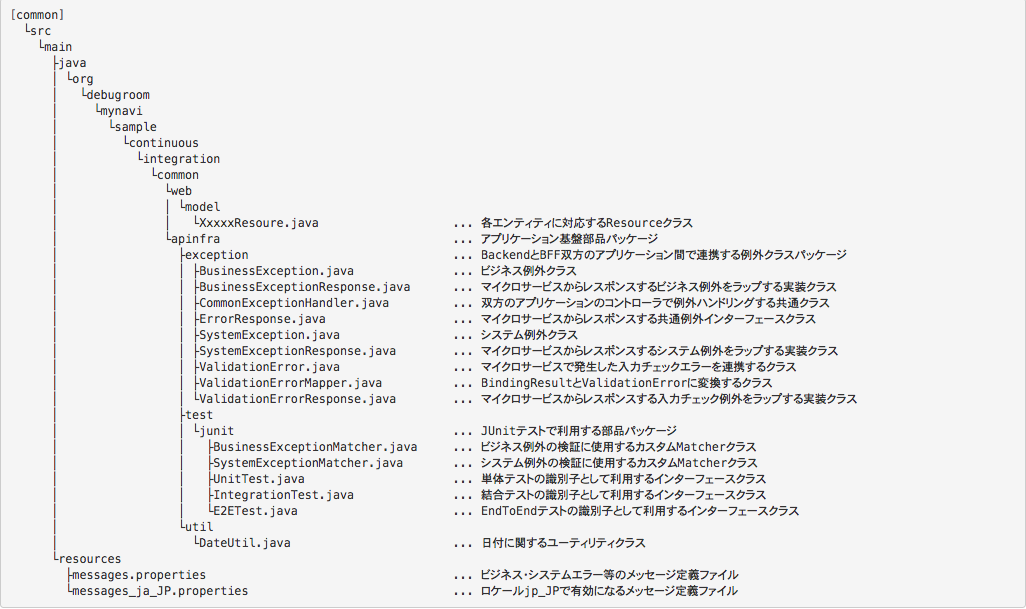 [common]
└src
└main
├java
│ └org
│ └debugroom
│ └mynavi
│ └sample
│ └continuous
│ └integration
│ └common
│ └web
│ │ └model
│ │ └XxxxxResoure.java ... 各エンティティに対応するResourceクラス
│ └apinfra ... アプリケーション基盤部品パッケージ
│ ├exception ... BackendとBFF双方のアプリケーション間で連携する例外クラスパッケージ
│ │ ├BusinessException.java ... ビジネス例外クラス
│ │ ├BusinessExceptionResponse.java ... マイクロサービスからレスポンスするビジネス例外をラップする実装クラス
│ │ ├CommonExceptionHandler.java ... 双方のアプリケーションのコントローラで例外ハンドリングする共通クラス
│ │ ├ErrorResponse.java ... マイクロサービスからレスポンスする共通例外インターフェースクラス
│ │ ├SystemException.java ... システム例外クラス
│ │ ├SystemExceptionResponse.java ... マイクロサービスからレスポンスするシステム例外をラップする実装クラス
│ │ ├ValidationError.java ... マイクロサービスで発生した入力チェックエラーを連携するクラス
│ │ ├ValidationErrorMapper.java ... BindingResultとValidationErrorに変換するクラス
│ │ └ValidationErrorResponse.java ... マイクロサービスからレスポンスする入力チェック例外をラップする実装クラス
│ ├test
│ │ └junit ... JUnitテストで利用する部品パッケージ
│ │ ├BusinessExceptionMatcher.java ... ビジネス例外の検証に使用するカスタムMatcherクラス
│ │ ├SystemExceptionMatcher.java ... システム例外の検証に使用するカスタムMatcherクラス
│ │ ├UnitTest.java ... 単体テストの識別子として利用するインターフェースクラス
│ │ ├IntegrationTest.java ... 結合テストの識別子として利用するインターフェースクラス
│ │ └E2ETest.java ... EndToEndテストの識別子として利用するインターフェースクラス
│ └util
│ └DateUtil.java ... 日付に関するユーティリティクラス
└resources
├messages.properties ... ビジネス・システムエラー等のメッセージ定義ファイル
└messages_ja_JP.properties ... ロケールjp_JPで有効になるメッセージ定義ファイル